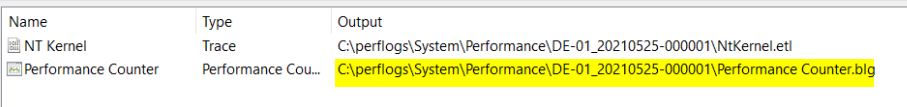 Name Type Output
NT Kernel Trace C:\perflogs\System\Performance\DE-01_20210525-000001\NtKernel.etl
Performance Counter Performance Cou... C:\perflogs\System\Performance\DE-01_20210525-000001\Performance Counter.blg